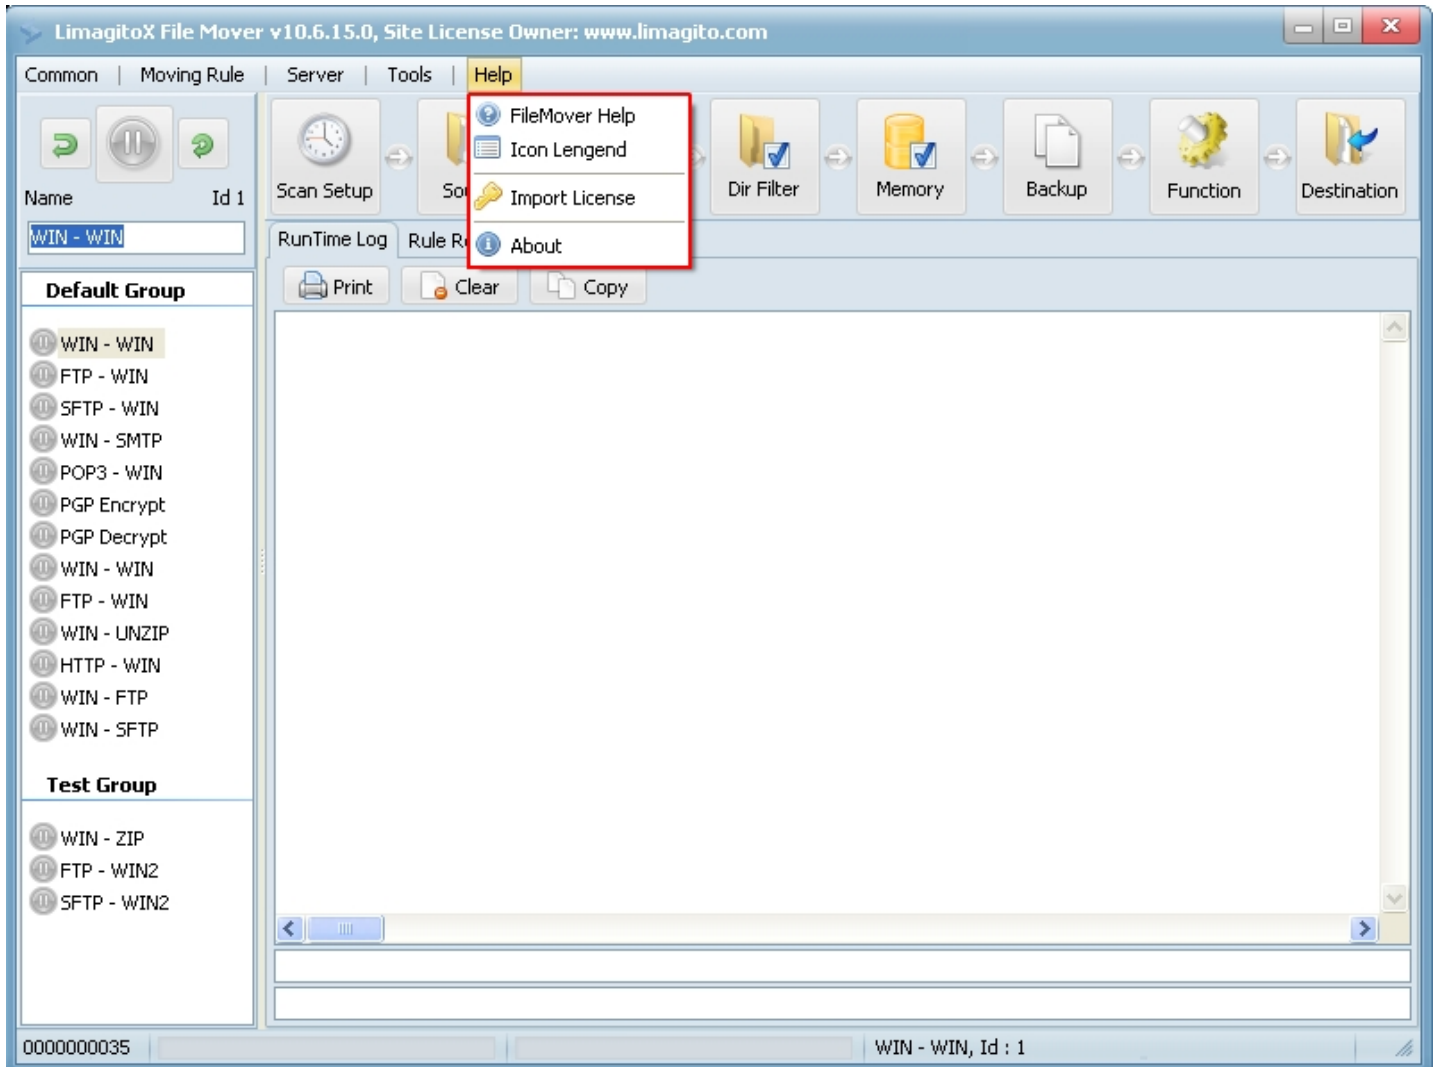 LimagitoX File Mover v10.6.15.0, Site License Owner: www.limagito.com
Common | Moving Rule | Server | Tools | Help
FileMover Help
Icon Lengend
Import License
About
Scan Setup
Sou
Dir Filter
Memory
Backup
Function
Destination
Name Id 1
WIN - WIN
RunTime Log
Rule R
Print
Clear
Copy
Default Group
WIN - WIN
FTP - WIN
SFTP - WIN
WIN - SMTP
POP3 - WIN
PGP Encrypt
PGP Decrypt
WIN - WIN
FTP - WIN
WIN - UNZIP
HTTP - WIN
WIN - FTP
WIN - SFTP
Test Group
WIN - ZIP
FTP - WIN2
SFTP - WIN2
0000000035
WIN - WIN, Id : 1